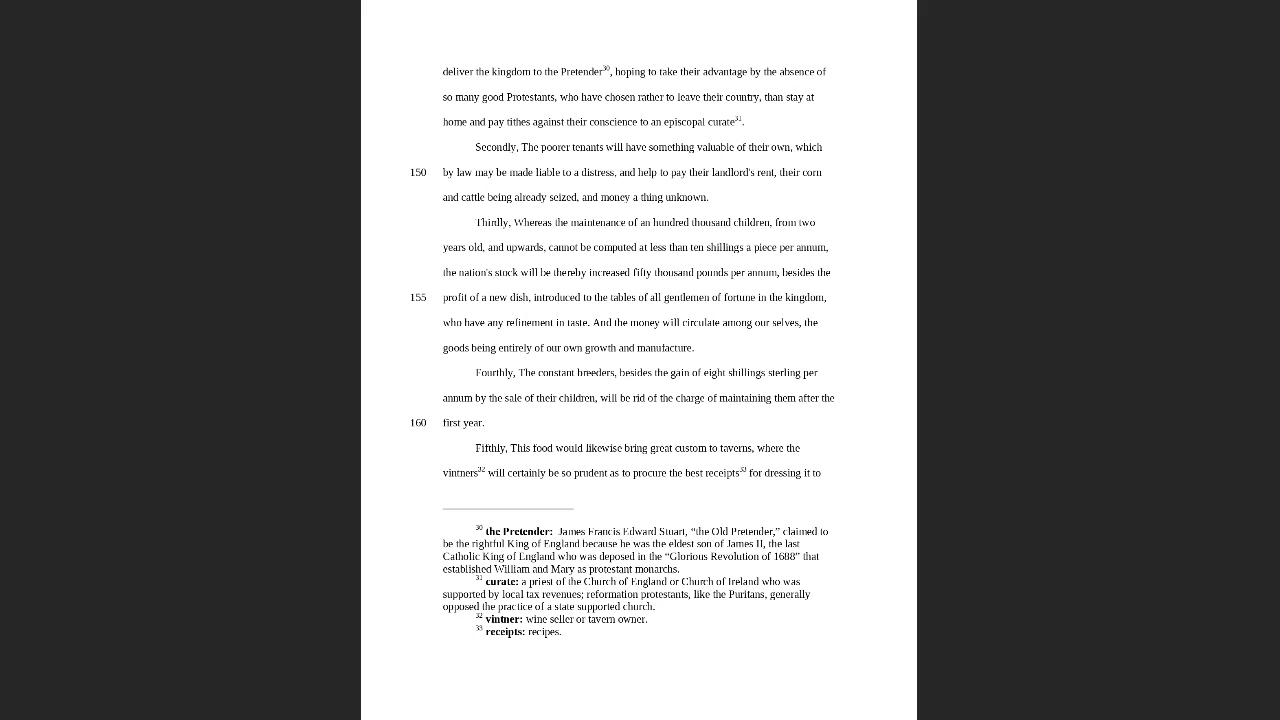 deliver the kingdom to the Pretender30, hoping to take their advantage by the absence of
so many good Protestants, who have chosen rather to leave their country, than stay at
home and pay tithes against their conscience to an episcopal curate31.
Secondly, The poorer tenants will have something valuable of their own, which
150 by law may be made liable to a distress, and help to pay their landlord's rent, their corn
and cattle being already seized, and money a thing unknown.
Thirdly, Whereas the maintenance of an hundred thousand children, from two
years old, and upwards, cannot be computed at less than ten shillings a piece per annum,
the nation's stock will be thereby increased fifty thousand pounds per annum, besides the
155 profit of a new dish, introduced to the tables of all gentlemen of fortune in the kingdom,
who have any refinement in taste. And the money will circulate among our selves, the
goods being entirely of our own growth and manufacture.
Fourthly, The constant breeders, besides the gain of eight shillings sterling per
annum by the sale of their children, will be rid of the charge of maintaining them after the
160 first year.
Fifthly, This food would likewise bring great custom to taverns, where the
vintners32 will certainly be so prudent as to procure the best receipts33 for dressing it to
30 the Pretender: James Francis Edward Stuart, “the Old Pretender,” claimed to
be the rightful King of England because he was the eldest son of James II, the last
Catholic King of England who was deposed in the “Glorious Revolution of 1688” that
established William and Mary as protestant monarchs.
31 curate: a priest of the Church of England or Church of Ireland who was
supported by local tax revenues; reformation protestants, like the Puritans, generally
opposed the practice of a state supported church.
32 vintner: wine seller or tavern owner.
33 receipts: recipes.